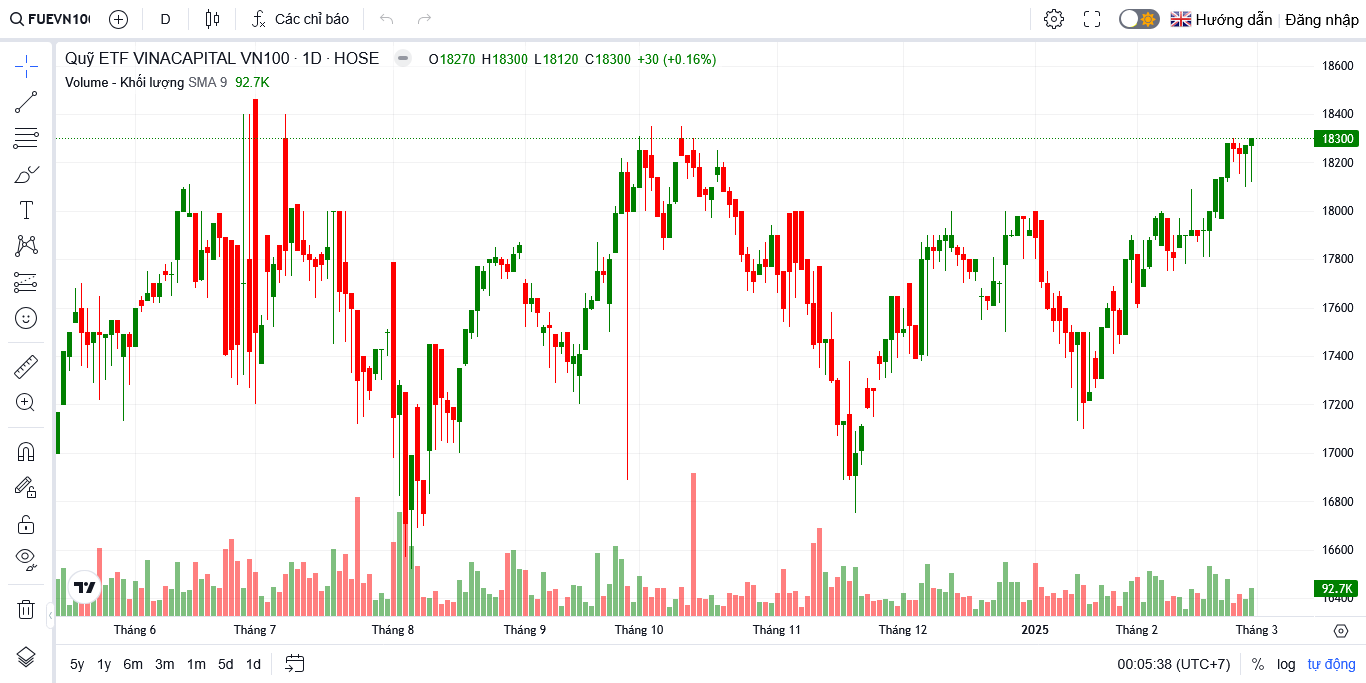 FUEVN100 D Các chỉ báo Hướng dẫn Đăng nhập
Quỹ ETF VINACAPITAL VN100 · 1D · HOSE O18270 H18300 L18120 C18300 +30 (+0.16%)
Volume - Khối lượng SMA 9 92.7K
18600
18400
18300
18200
18000
17800
17600
17400
17200
17000
16800
16600
92.7K
16400
Tháng 6 Tháng 7 Tháng 8 Tháng 9 Tháng 10 Tháng 11 Tháng 12 2025 Tháng 2 Tháng 3
5y 1y 6m 3m 1m 5d 1d 00:05:38 (UTC+7) % log tự động